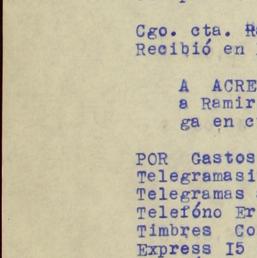 Cgo. cta.
Recibió en
A ACRE
a Ramir
ga en c
POR Gastos
Telegramasi
Telegramas
Telefóno Er
Timbres Co
Express I5